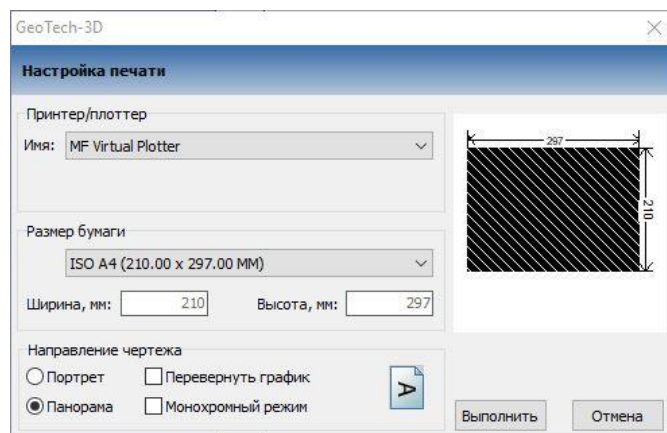 GeoTech-3D
Настройка печати
Принтер/плоттер
Имя: MF Virtual Plotter
Размер бумаги
ISO A4 (210.00 x 297.00 MM)
Ширина, мм: 210 Высота, мм: 297
Направление чертежа
Портрет Перевернуть график
Панорама Монохромный режим
A
297
210
Выполнить Отмена